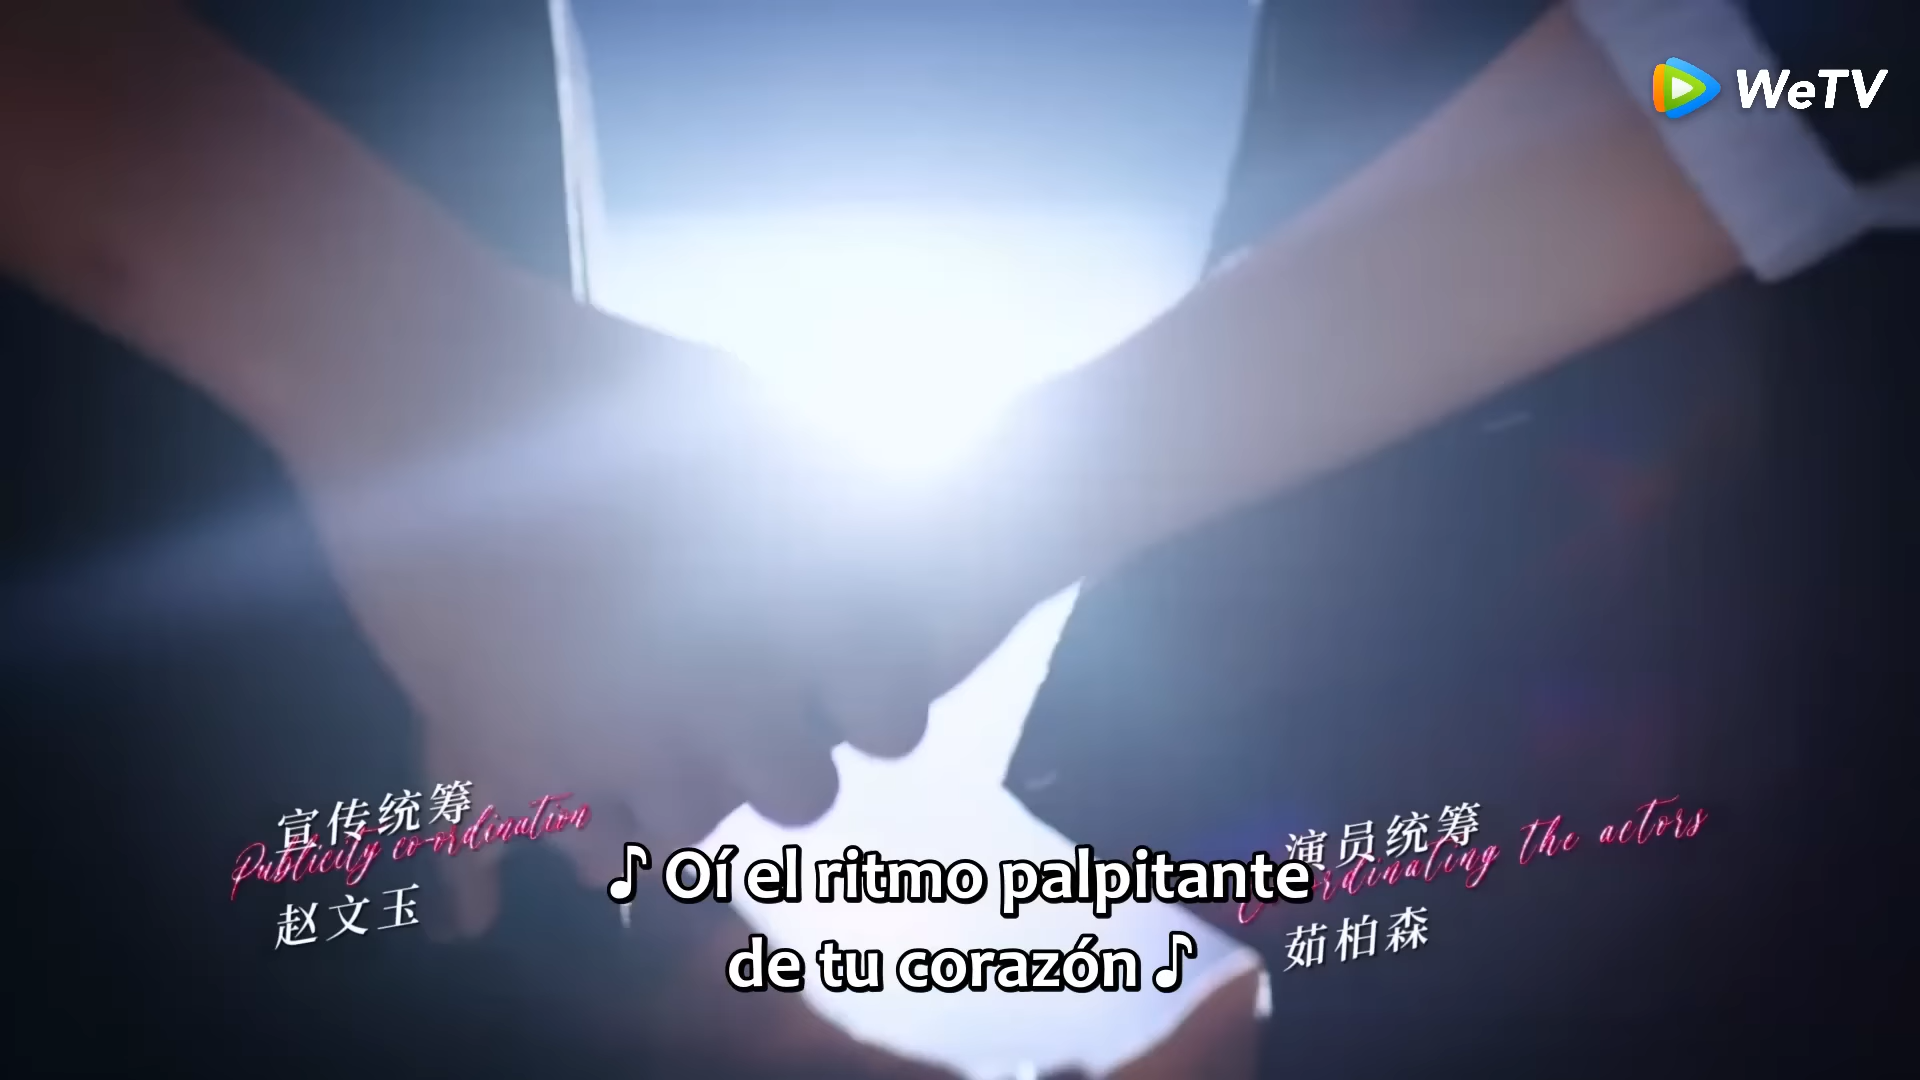 WeTV
宣传统筹
Publicity co-ordination
赵文玉
演员统筹
Coordinating the actors
茹柏森
♪ Oí el ritmo palpitante
de tu corazón ♪